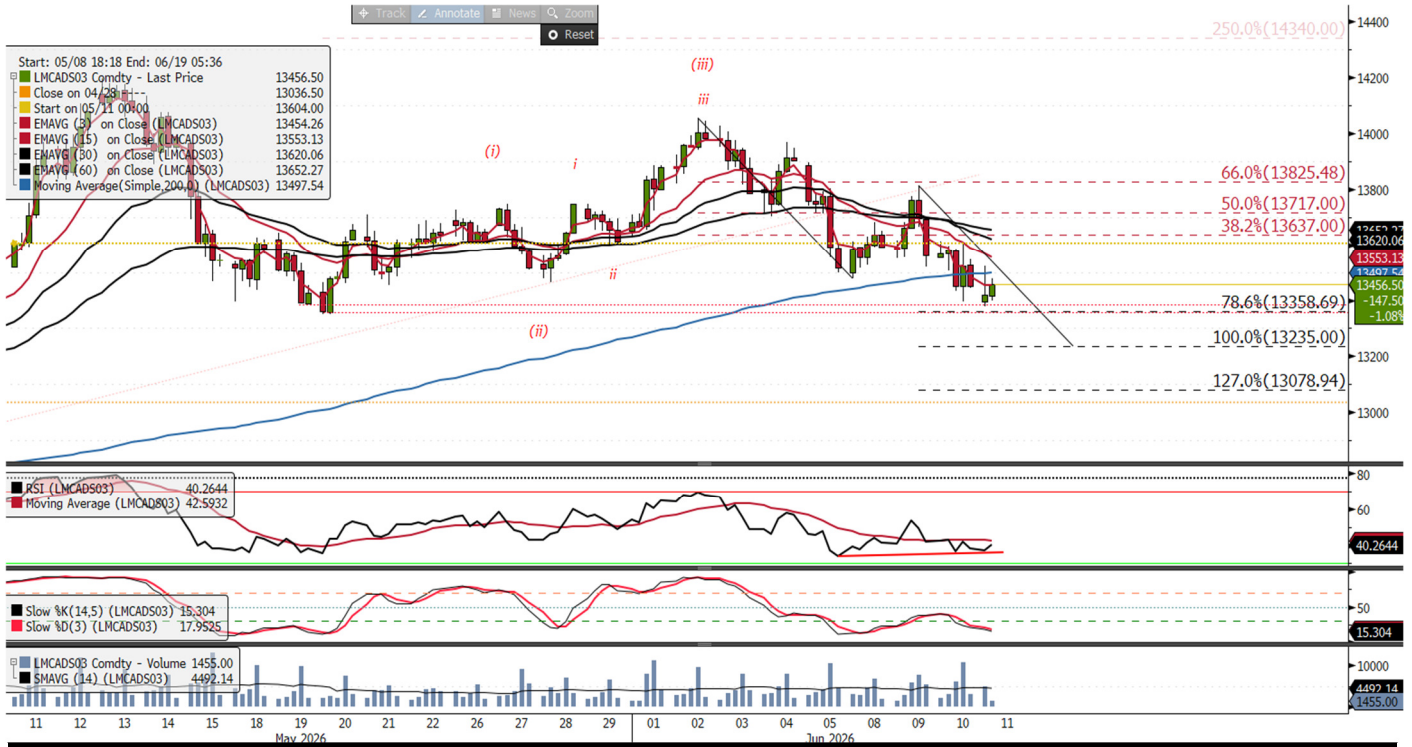 Track Annotate News Zoom
Reset
14400
250.0%(14340.00)
Start: 05/08 18:18 End: 06/19 05:36
LMCADS03 Comdty - Last Price 13456.50
Close on 04/28 ---- 13036.50
Start on 05/11 00:00 13604.00
EMAVG (3) on Close (LMCADS03) 13454.26
EMAVG (15) on Close (LMCADS03) 13553.13
EMAVG (30) on Close (LMCADS03) 13620.06
EMAVG (60) on Close (LMCADS03) 13652.27
Moving Average(Simple,200,0) (LMCADS03) 13497.54
(iii)
14200
iii
14000
(i)
i
66.0%(13825.48)
13800
50.0%(13717.00)
38.2%(13637.00)
13652.27
13620.06
13553.13
13497.54
13456.50
-147.50
-1.08%
ii
78.6%(13358.69)
(ii)
100.0%(13235.00)
13200
127.0%(13078.94)
13000
80
RSI (LMCADS03) 40.2644
Moving Average (LMCADS03) 42.5932
60
40.2644
Slow %K(14,5) (LMCADS03) 15.304
Slow %D(3) (LMCADS03) 17.9525
50
15.304
LMCADS03 Comdty - Volume 1455.00
SMAVG (14) (LMCADS03) 4492.14
10000
4492.14
1455.00
11 12 13 14 15 18 19 20 21 22 26 27 28 29 01 02 03 04 05 08 09 10 11
May 2026 Jun 2026